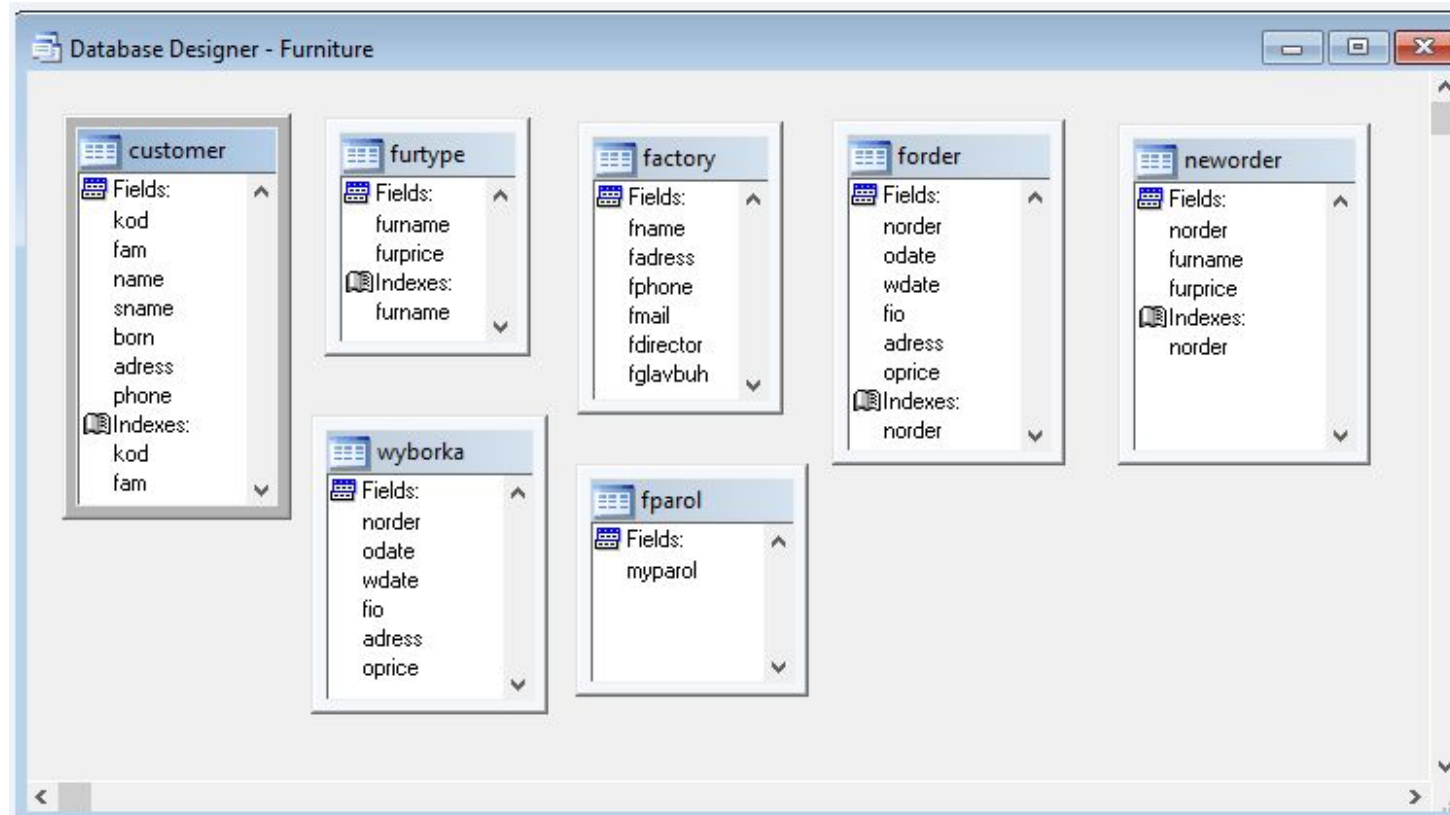 Database Designer - Furniture
customer
Fields:
kod
fam
name
sname
born
adress
phone
Indexes:
kod
fam
furtype
Fields:
furname
furprice
Indexes:
furname
factory
Fields:
fname
fadress
fphone
fmail
fdirector
fglavbuh
forder
Fields:
norder
odate
wdate
fio
adress
oprice
Indexes:
norder
neworder
Fields:
norder
furname
furprice
Indexes:
norder
wyborka
Fields:
norder
odate
wdate
fio
adress
oprice
fparol
Fields:
myparol